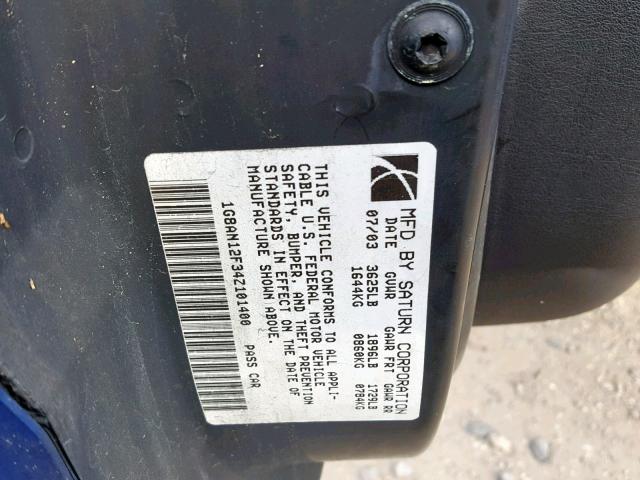 MFD BY SATURN CORPORATION
DATE GVWR GAWR FRT GAWR RR
07/03 3625LB 1896LB 1729LB
1644KG 0860KG 0784KG
THIS VEHICLE CONFORMS TO ALL APPLI-
CABLE U.S. FEDERAL MOTOR VEHICLE
SAFETY, BUMPER, AND THEFT PREVENTION
STANDARDS IN EFFECT ON THE DATE OF
MANUFACTURE SHOWN ABOVE.
1G8AN12F34Z101400 PASS CAR